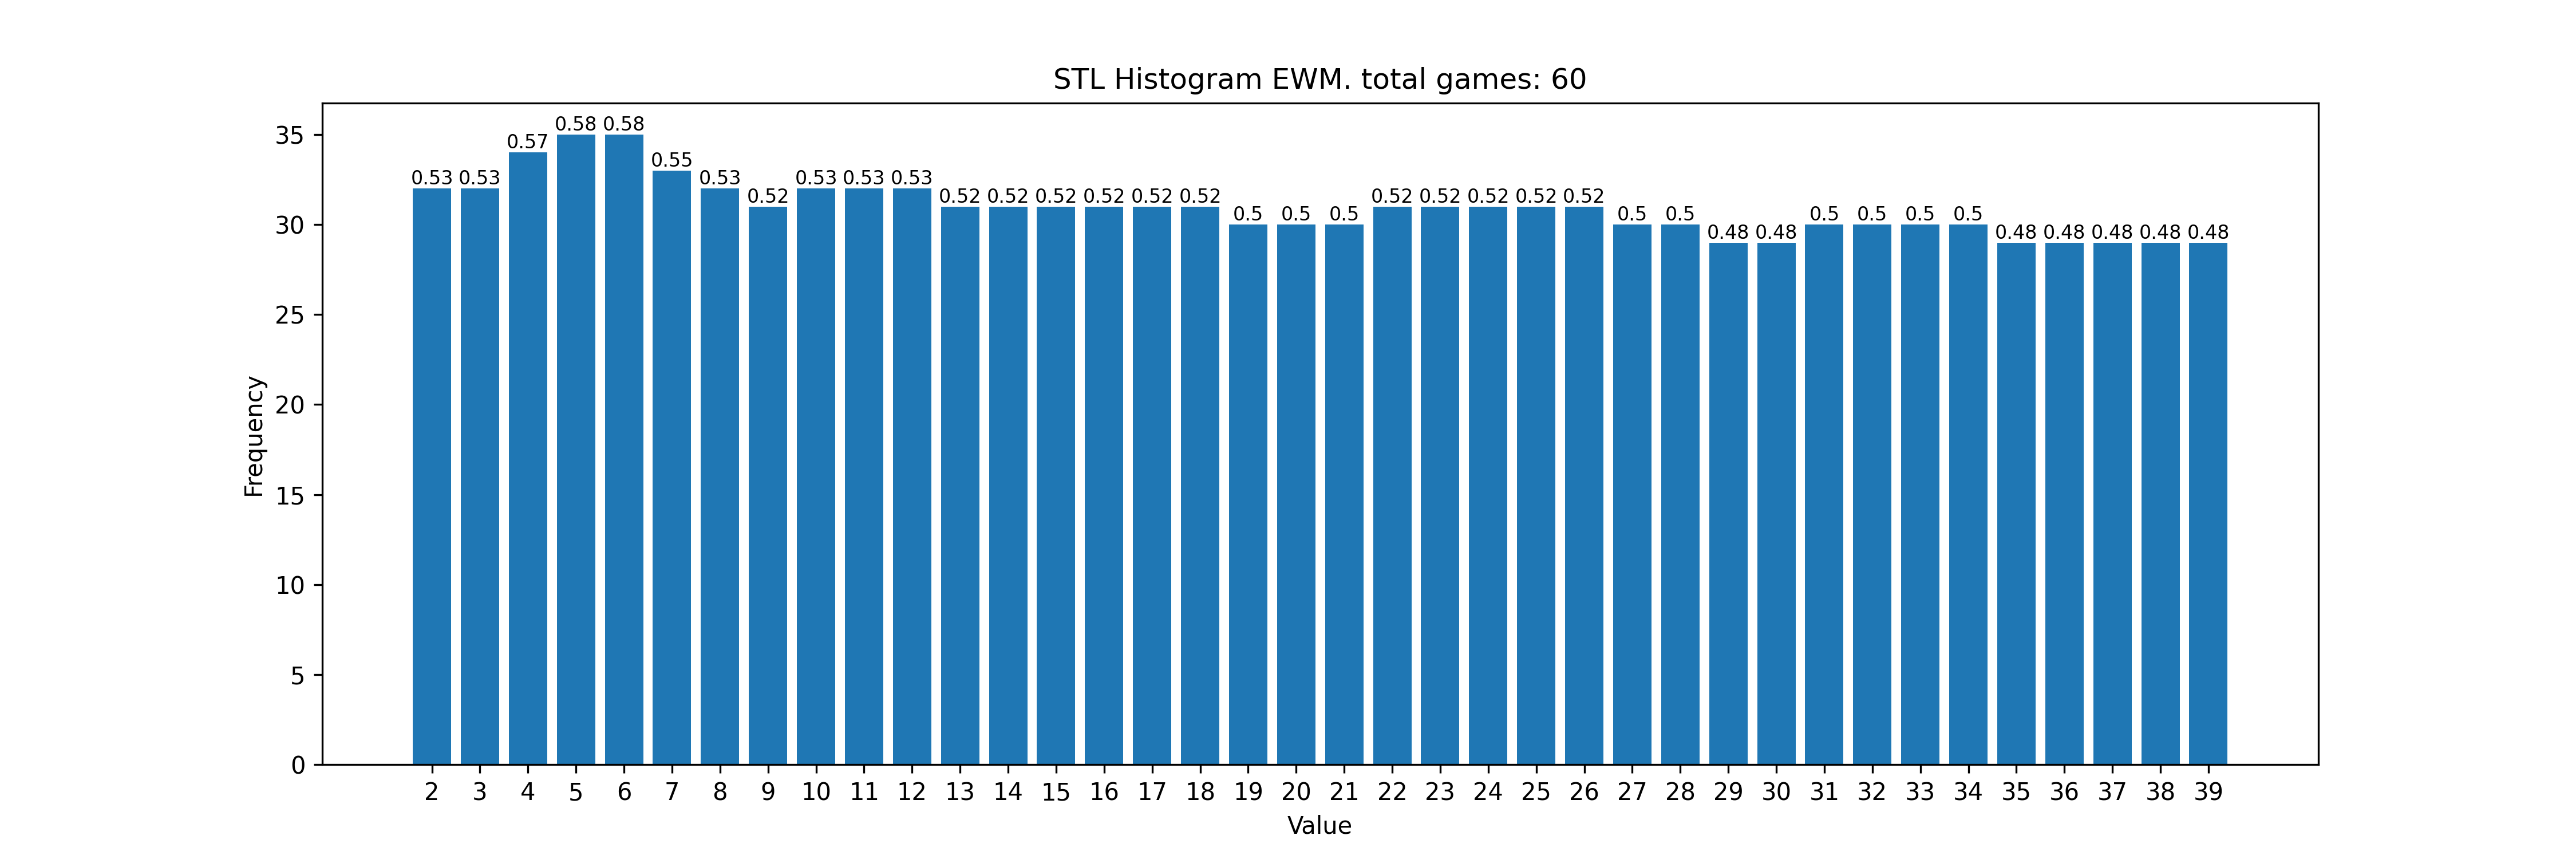 STL Histogram EWM. total games: 60
35
30
25
20
15
10
5
0
Frequency
0.53 0.53 0.57 0.58 0.58 0.55 0.53 0.52 0.53 0.53 0.53 0.52 0.52 0.52 0.52 0.52 0.52 0.5 0.5 0.5 0.52 0.52 0.52 0.52 0.52 0.5 0.5 0.48 0.48 0.5 0.5 0.5 0.5 0.48 0.48 0.48 0.48 0.48
2 3 4 5 6 7 8 9 10 11 12 13 14 15 16 17 18 19 20 21 22 23 24 25 26 27 28 29 30 31 32 33 34 35 36 37 38 39
Value